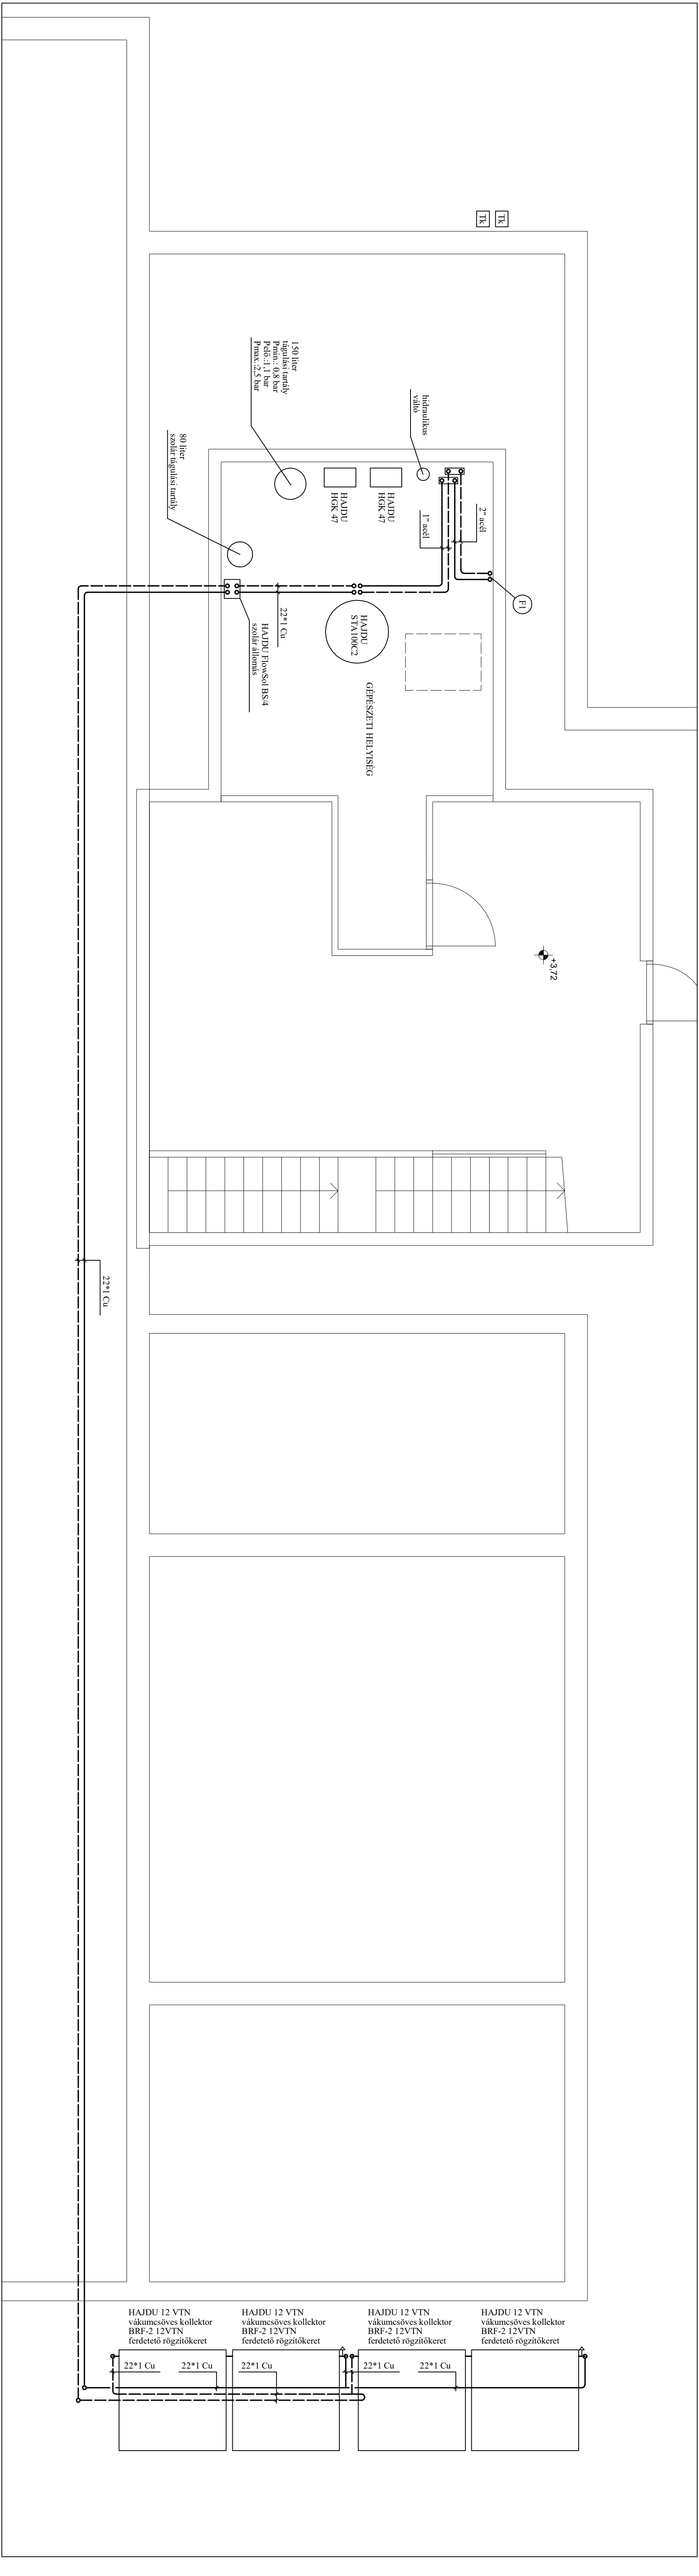 Tk
Tk
150 liter
tágulási tartály
Pmin.: 0,8 bar
Pelő.:1,1 bar
Pmax.:2,5 bar
hidraulikus
váltó
80 liter
szolár tágulási tartály
HAJDU
HGK 47
HAJDU
HGK 47
1" acél
2" acél
F1
22*1 Cu
HAJDU
STA100C2
HAJDU FlowSol BS/4
szolár állomás
GÉPÉSZETI HELYISÉG
+3,72
22*1 Cu
HAJDU 12 VTN
vákumcsöves kollektor
BRF-2 12VTN
ferdetető rögzítőkeret
HAJDU 12 VTN
vákumcsöves kollektor
BRF-2 12VTN
ferdetető rögzítőkeret
HAJDU 12 VTN
vákumcsöves kollektor
BRF-2 12VTN
ferdetető rögzítőkeret
HAJDU 12 VTN
vákumcsöves kollektor
BRF-2 12VTN
ferdetető rögzítőkeret
22*1 Cu
22*1 Cu
22*1 Cu
22*1 Cu
22*1 Cu